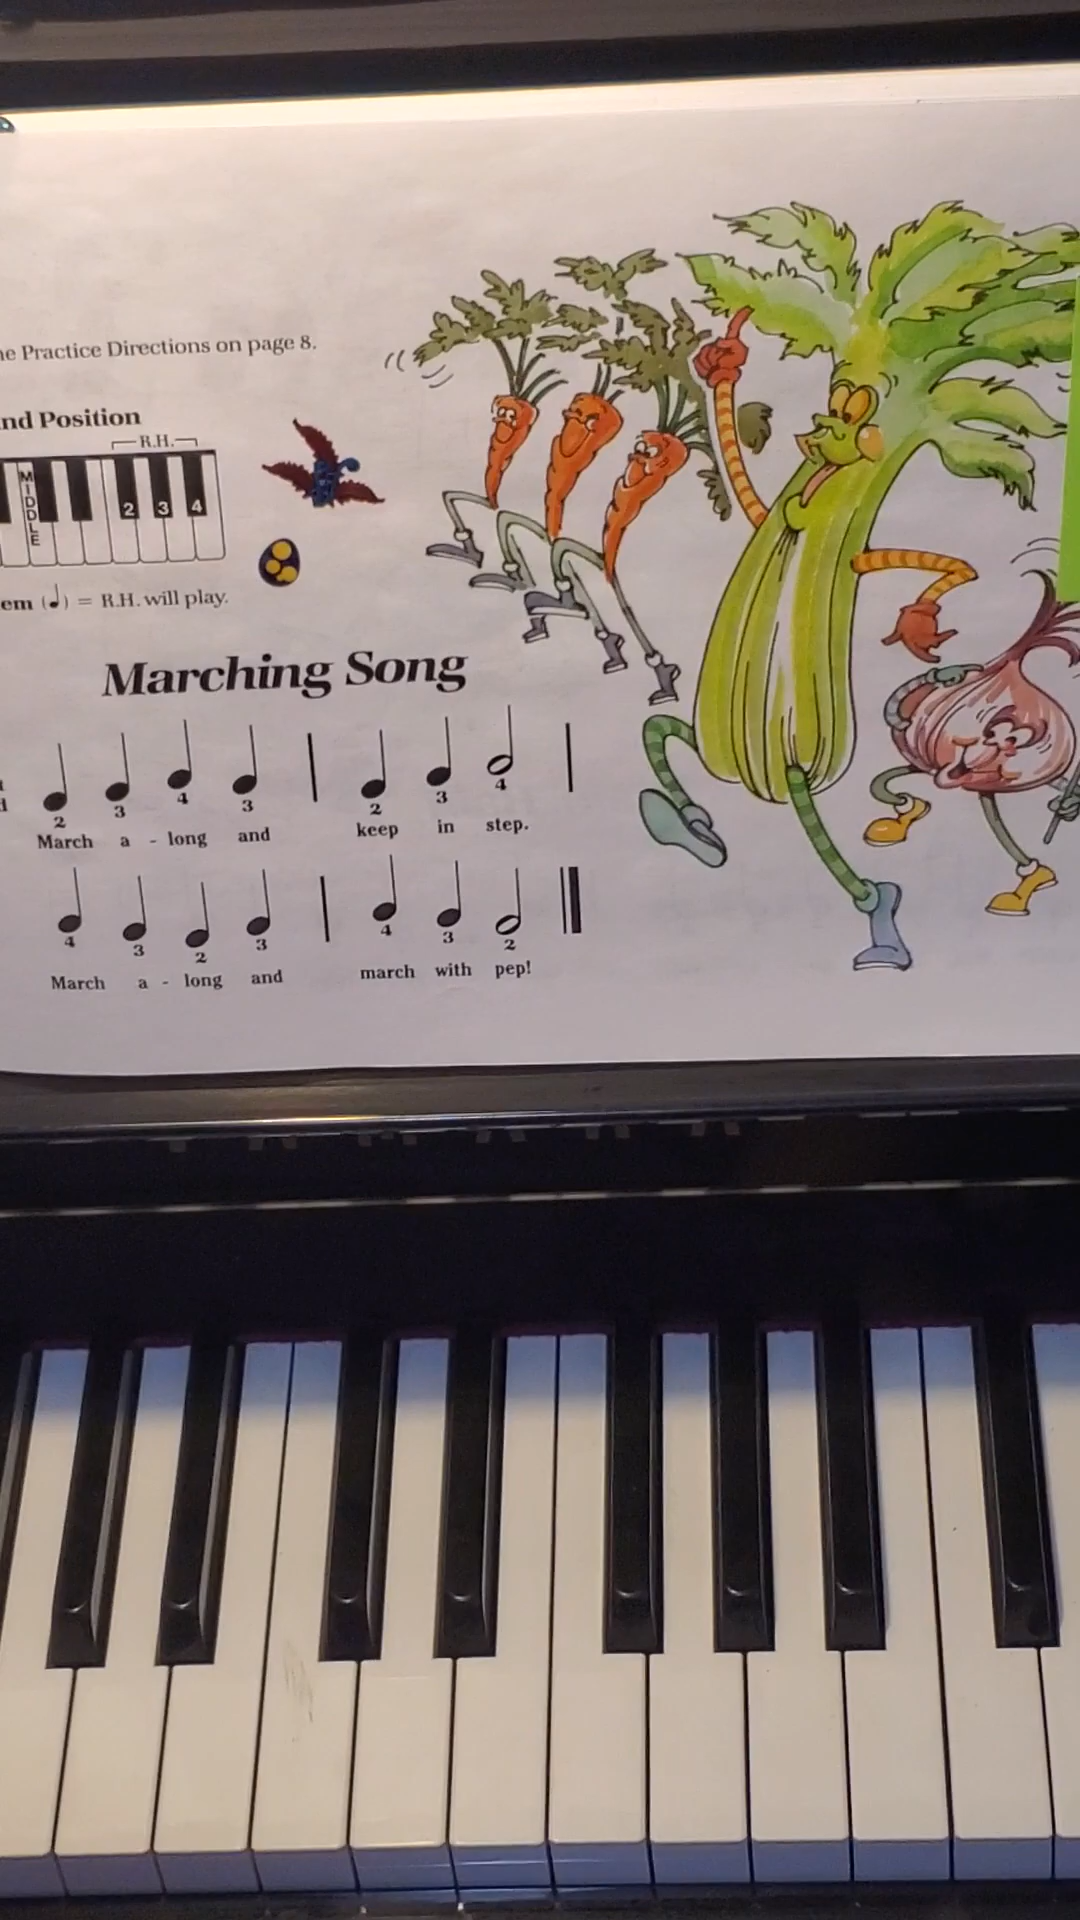 Practice Directions on page 8.
Position
R.H.
MIDDLE
2 3 4
(♩) = R.H. will play.
Marching Song
2 3 4 3 2 3 4
March a - long and keep in step.
4 3 2 3 4 3 2
March a - long and march with pep!